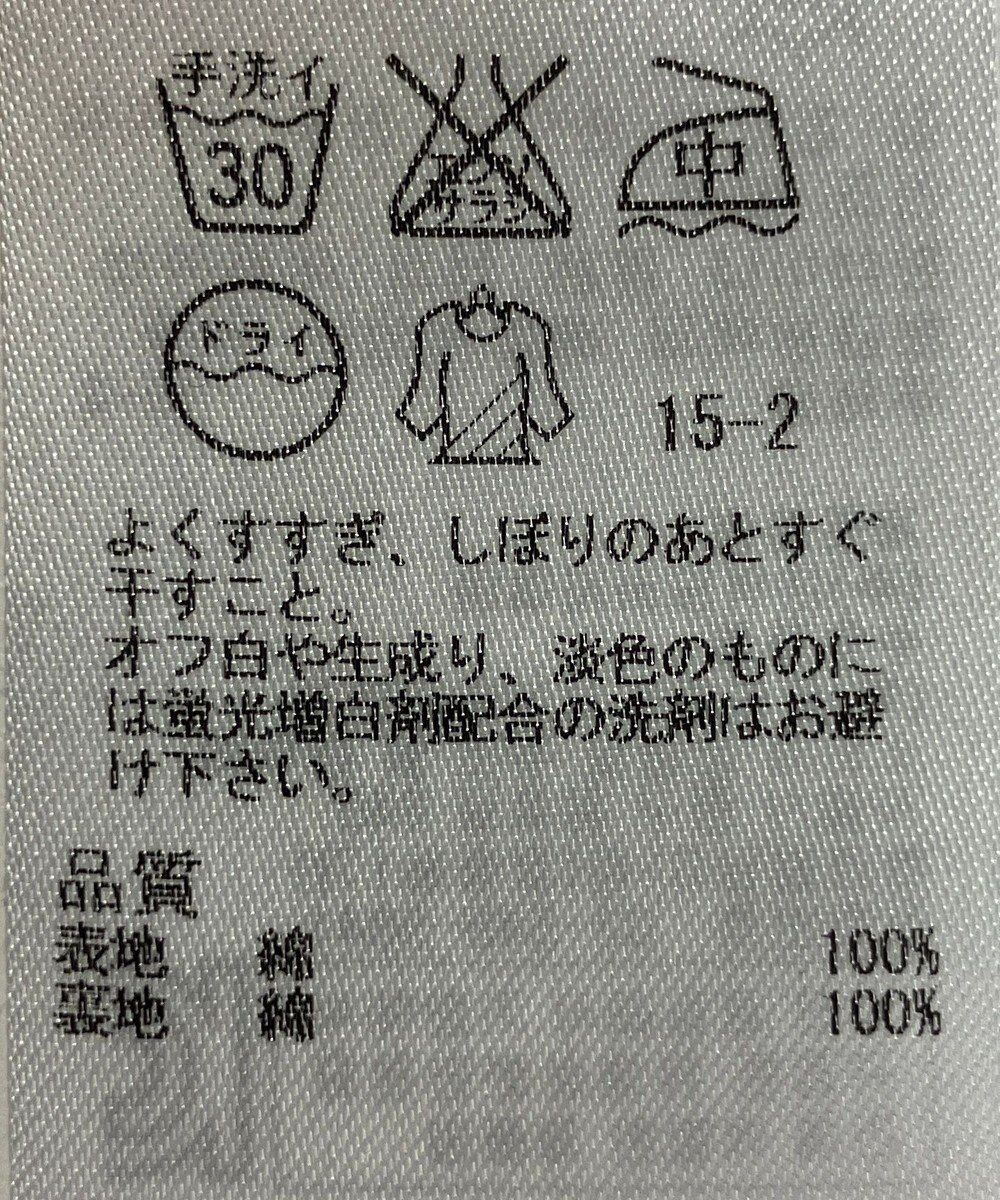 手洗イ
30
エンソ
サラシ
中
ドライ
15-2
よくすすぎ、しぼりのあとすぐ
干すこと。
オフ白や生成り、淡色のものに
は蛍光増白剤配合の洗剤はお避
け下さい。
品質
表地 綿 100%
裏地 綿 100%